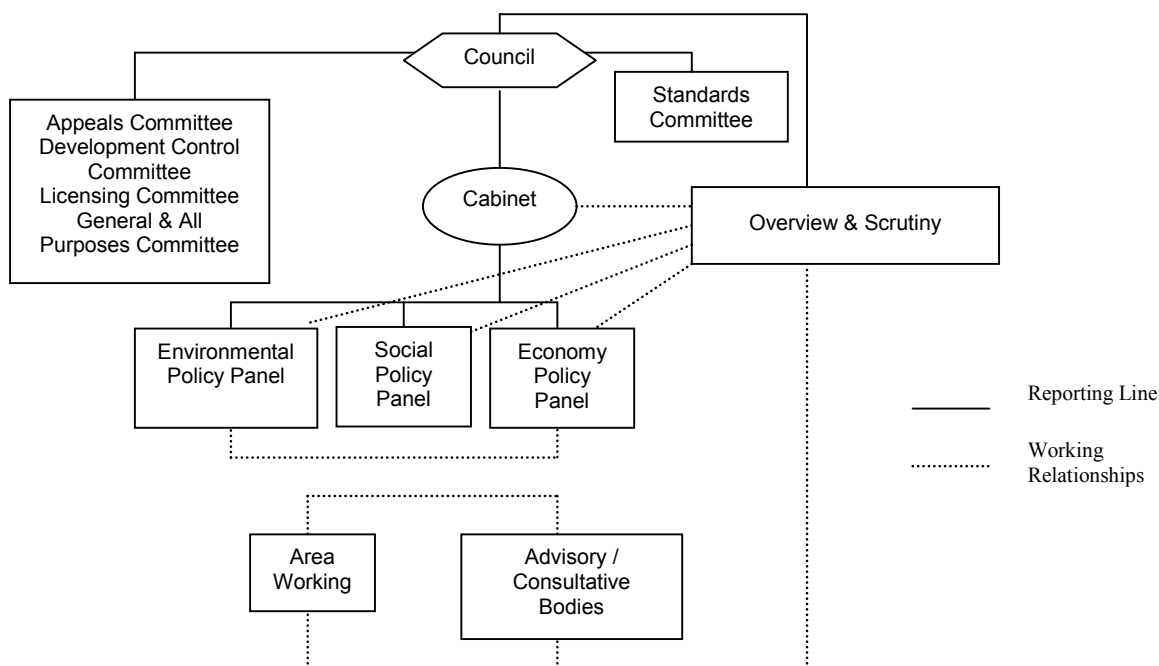 Council
Standards
Committee
Appeals Committee
Development Control
Committee
Licensing Committee
General & All
Purposes Committee
Cabinet
Overview & Scrutiny
Environmental
Policy Panel
Social
Policy
Panel
Economy
Policy
Panel
Reporting Line
Working
Relationships
Area
Working
Advisory /
Consultative
Bodies